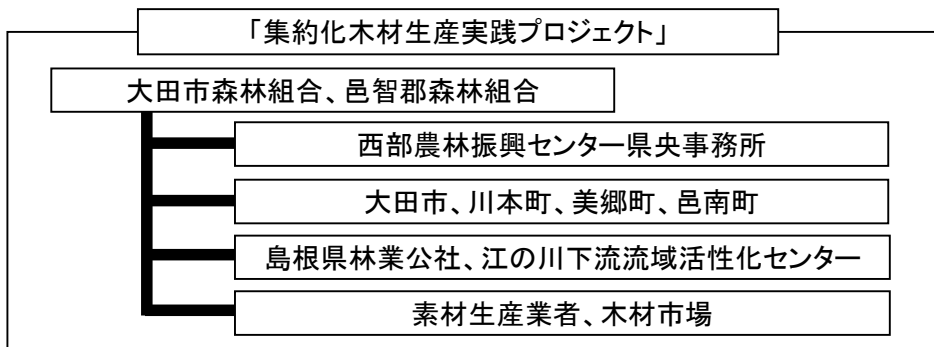 「集約化木材生産実践プロジェクト」
大田市森林組合、邑智郡森林組合
西部農林振興センター県央事務所
大田市、川本町、美郷町、邑南町
島根県林業公社、江の川下流流域活性化センター
素材生産業者、木材市場